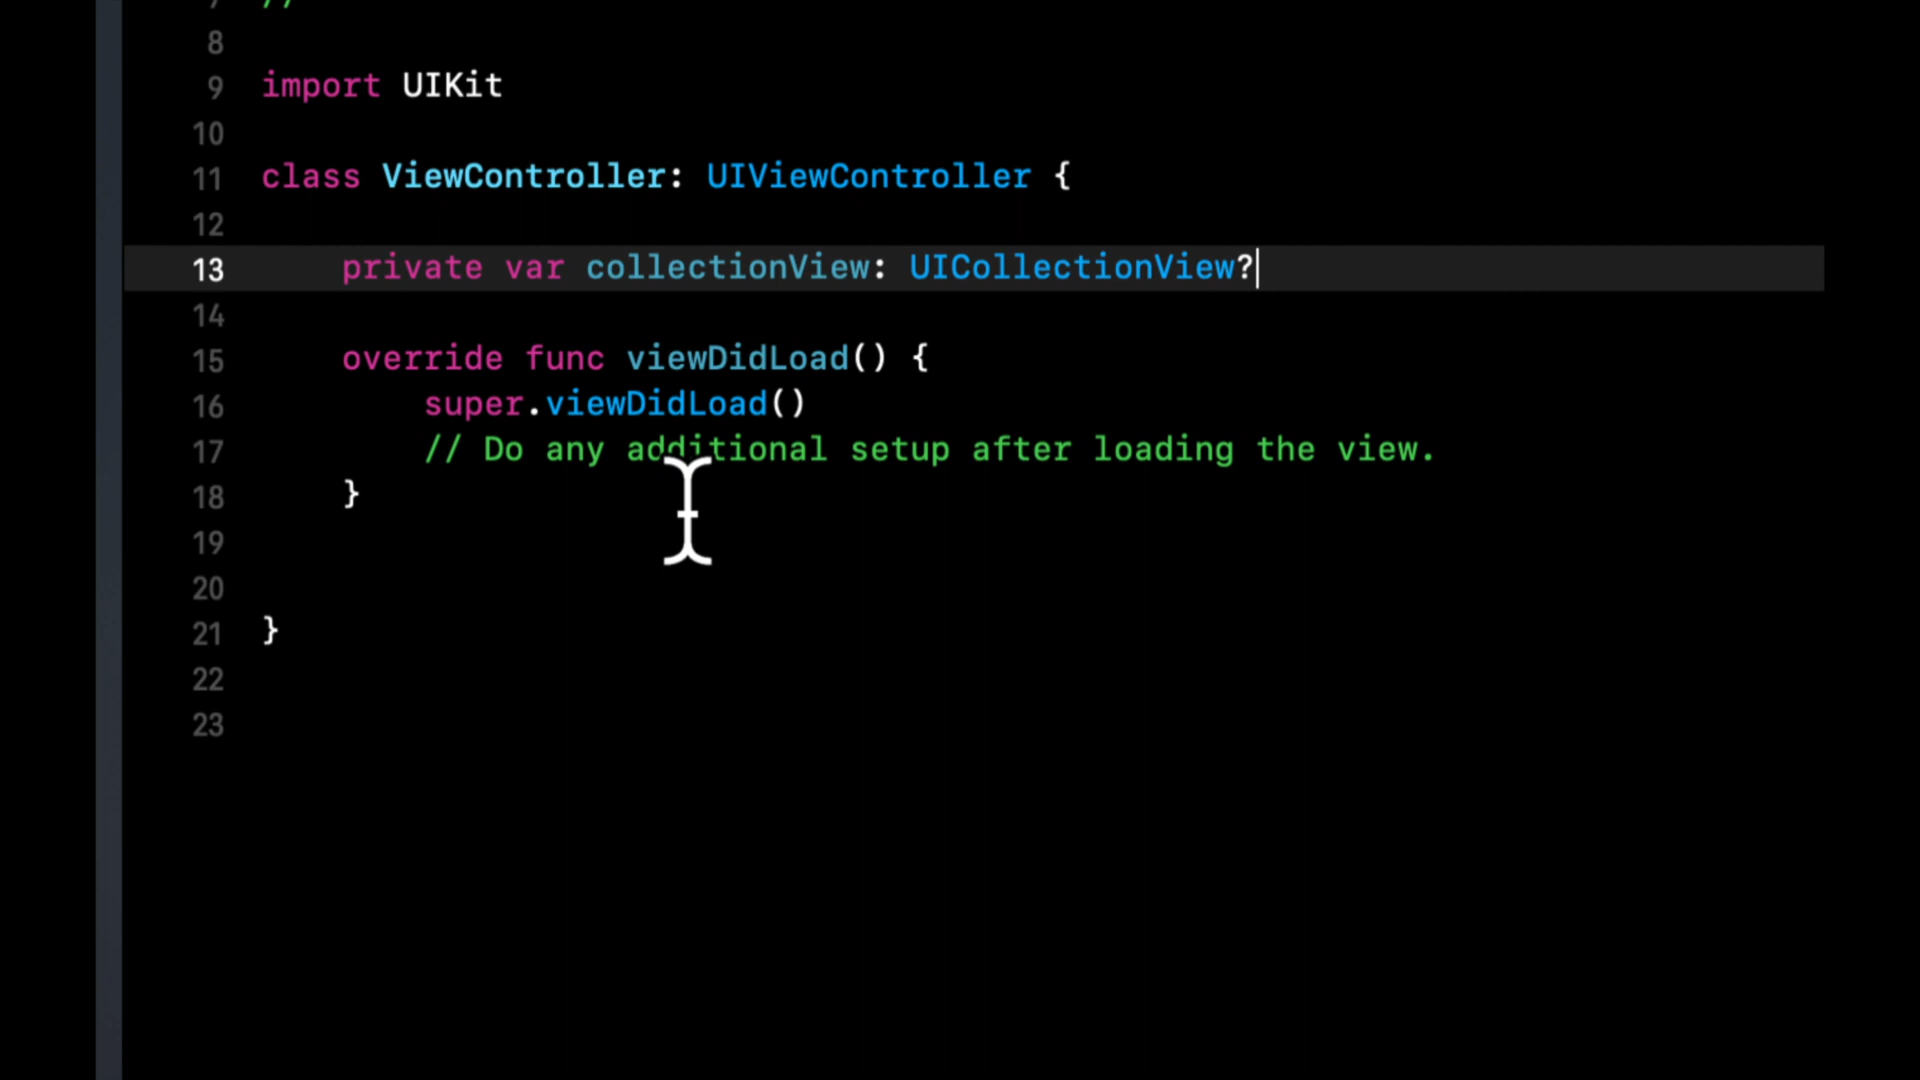 7 //
8
9 import UIKit
10
11 class ViewController: UIViewController {
12
13 private var collectionView: UICollectionView?
14
15 override func viewDidLoad() {
16 super.viewDidLoad()
17 // Do any additional setup after loading the view.
18 }
19
20
21 }
22
23